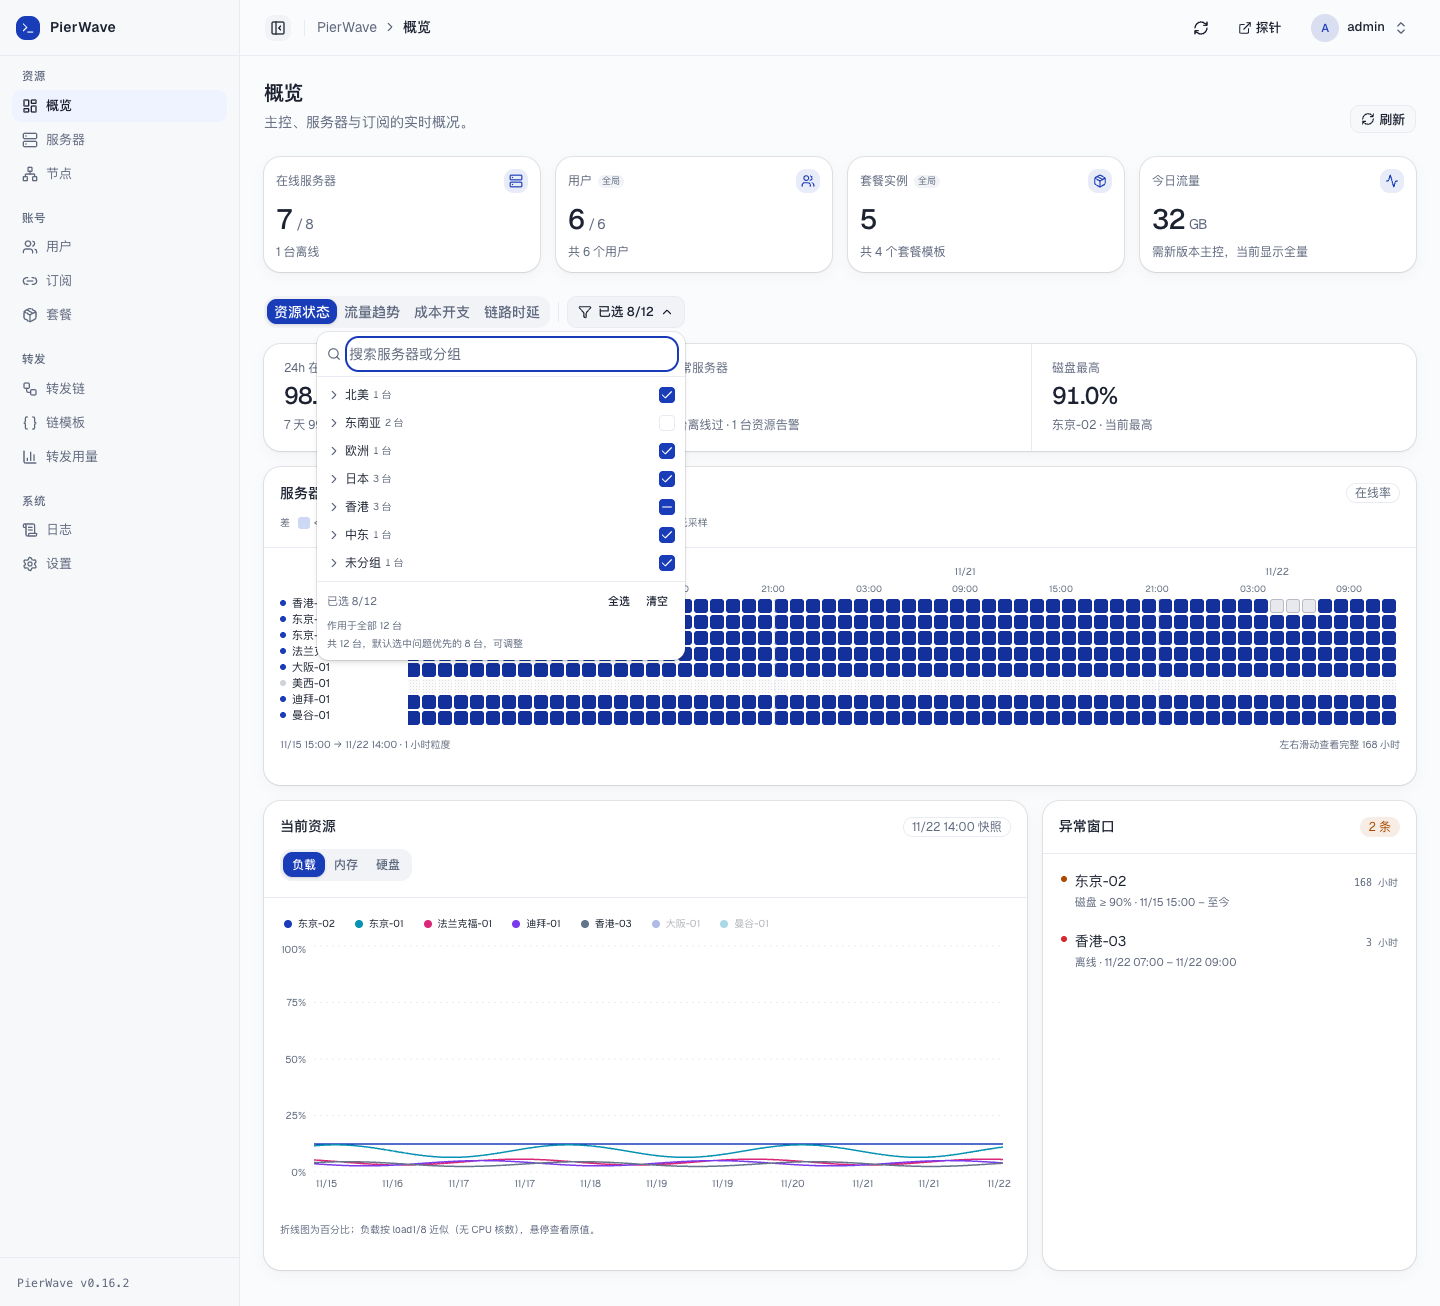 PierWave
PierWave > 概览
探针
A
admin
资源
概览
服务器
节点
账号
用户
订阅
套餐
转发
转发链
链模板
转发用量
系统
日志
设置
PierWave v0.16.2
概览
主控、服务器与订阅的实时概况。
刷新
在线服务器
7 / 8
1 台离线
用户 全局
6 / 6
共 6 个用户
套餐实例 全局
5
共 4 个套餐模板
今日流量
32 GB
需新版本主控，当前显示全量
资源状态 流量趋势 成本开支 链路时延
已选 8/12
搜索服务器或分组
北美 1 台
东南亚 2 台
欧洲 1 台
日本 3 台
香港 3 台
中东 1 台
未分组 1 台
已选 8/12
全选 清空
作用于全部 12 台
共 12 台，默认选中问题优先的 8 台，可调整
24h 在
98.
7 天 99
服务器
离线过 · 1 台资源告警
磁盘最高
91.0%
东京-02 · 当前最高
服务器
在线率
差 <
采样
11/21 11/22
21:00 03:00 09:00 15:00 21:00 03:00 09:00
香港-
东京-
东京-
法兰
大阪-01
美西-01
迪拜-01
曼谷-01
11/15 15:00 → 11/22 14:00 · 1 小时粒度
左右滑动查看完整 168 小时
当前资源
11/22 14:00 快照
负载 内存 硬盘
东京-02 东京-01 法兰克福-01 迪拜-01 香港-03 大阪-01 曼谷-01
100%
75%
50%
25%
0%
11/15 11/16 11/17 11/17 11/18 11/19 11/19 11/20 11/21 11/21 11/22
折线图为百分比；负载按 load1/8 近似（无 CPU 核数），悬停查看原值。
异常窗口
2 条
东京-02
168 小时
磁盘 ≥ 90% · 11/15 15:00 – 至今
香港-03
3 小时
离线 · 11/22 07:00 – 11/22 09:00